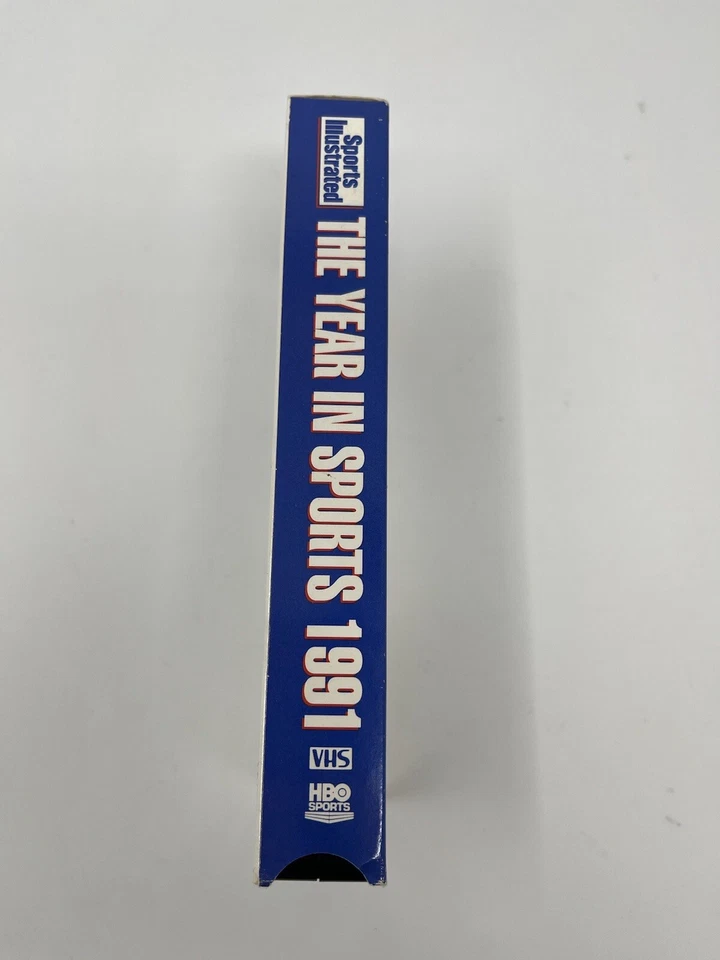 Sports
Illustrated
THE YEAR IN SPORTS 1991
VHS
HBO
SPORTS